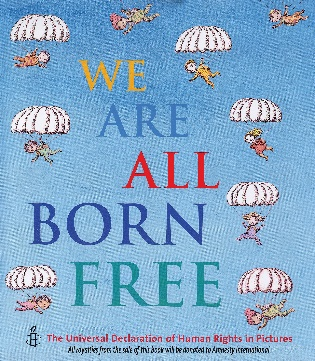 WE
ARE
ALL
BORN
FREE
The Universal Declaration of Human Rights in Pictures
All royalties from the sale of this book will be donated to Amnesty International